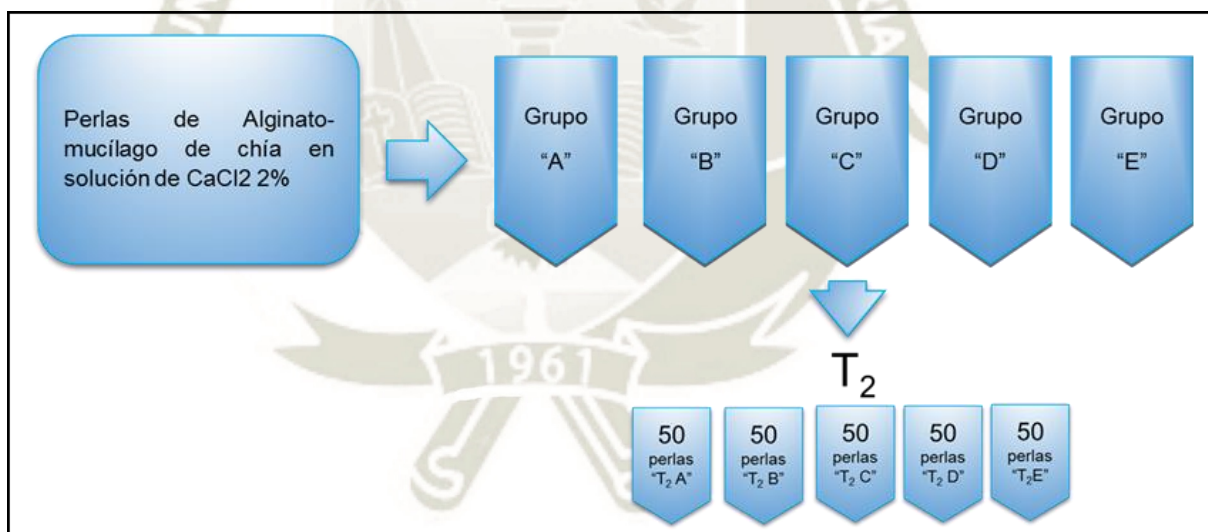 Perlas de Alginato-
mucílago de chía en
solución de CaCl2 2%
Grupo
"A"
Grupo
"B"
Grupo
"C"
Grupo
"D"
Grupo
"E"
T₂
50
perlas
"T₂ A"
50
perlas
"T₂ B"
50
perlas
"T₂ C"
50
perlas
"T₂ D"
50
perlas
"T₂E"
1961